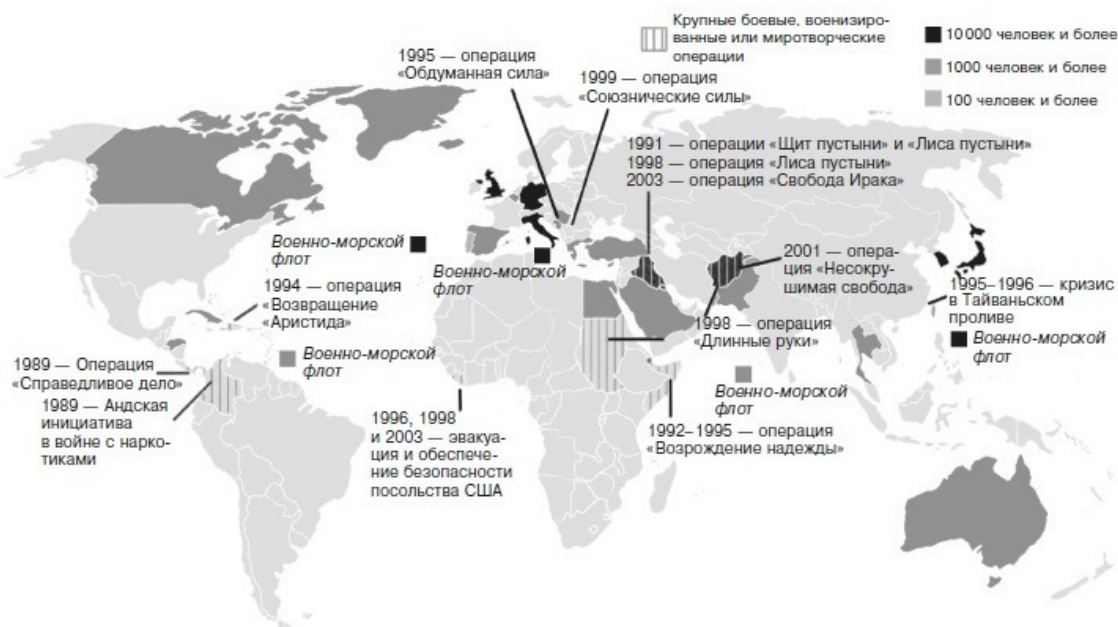 Крупные боевые, военизиро-
ванные или миротворческие
операции
10 000 человек и более
1000 человек и более
100 человек и более
1995 — операция
«Обдуманная сила»
1999 — операция
«Союзнические силы»
1991 — операции «Щит пустыни» и «Лиса пустыни»
1998 — операция «Лиса пустыни»
2003 — операция «Свобода Ирака»
Военно-морской
флот
Военно-морской
флот
2001 — опера-
ция «Несокру-
шимая свобода»
1994 — операция
«Возвращение
Аристида»
1995–1996 — кризис
в Тайваньском
проливе
Военно-морской
флот
1998 — операция
«Длинные руки»
Военно-морской
флот
1989 — Операция
«Справедливое дело»
1989 — Андская
инициатива
в войне с нарко-
тиками
Военно-морской
флот
1996, 1998
и 2003 — эвакуа-
ция и обеспече-
ние безопасности
посольства США
1992–1995 — операция
«Возрождение надежды»